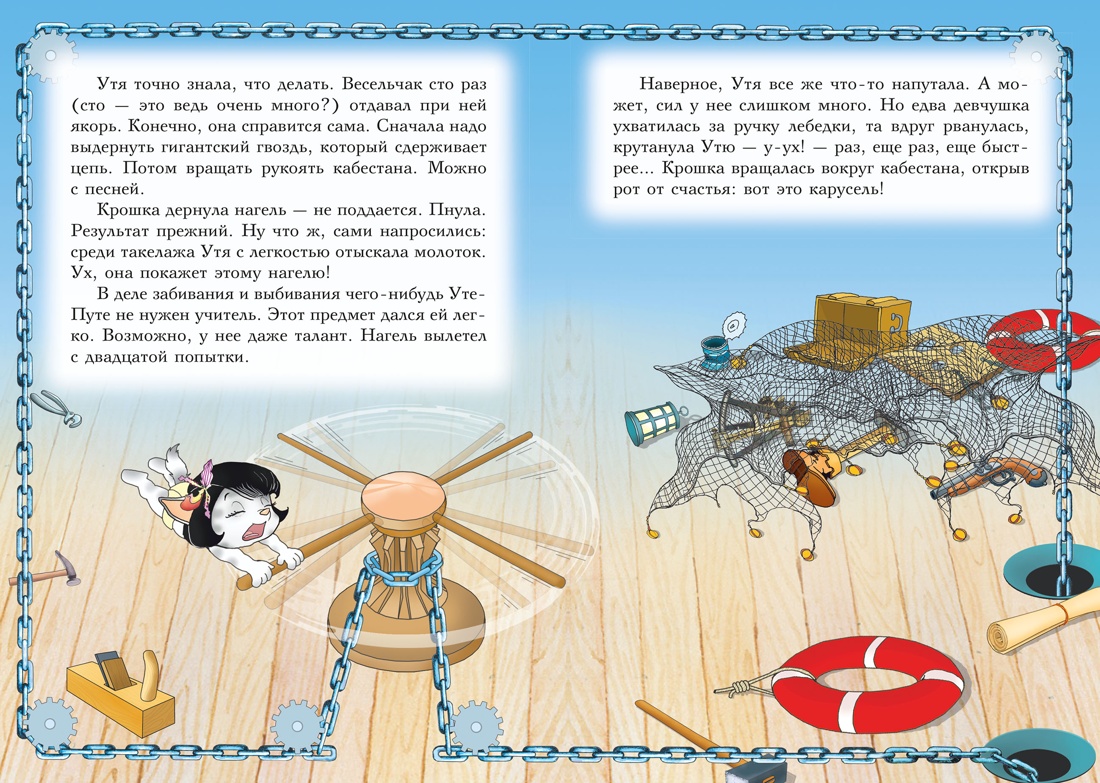 Утя точно знала, что делать. Весельчак сто раз
(сто — это ведь очень много?) отдавал при ней
якорь. Конечно, она справится сама. Сначала надо
выдернуть гигантский гвоздь, который сдерживает
цепь. Потом вращать рукоять кабестана. Можно
с песней.
Крошка дернула нагель — не поддается. Пнула.
Результат прежний. Ну что ж, сами напросились:
среди такелажа Утя с легкостью отыскала молоток.
Ух, она покажет этому нагелю!
В деле забивания и выбивания чего-нибудь Уте-
Путе не нужен учитель. Этот предмет дался ей лег-
ко. Возможно, у нее даже талант. Нагель вылетел
с двадцатой попытки.
Наверное, Утя все же что-то напутала. А мо-
жет, сил у нее слишком много. Но едва девчушка
ухватилась за ручку лебедки, та вдруг рванулась,
крутанула Утю — у-ух! — раз, еще раз, еще быст-
рее... Крошка вращалась вокруг кабестана, открыв
рот от счастья: вот это карусель!